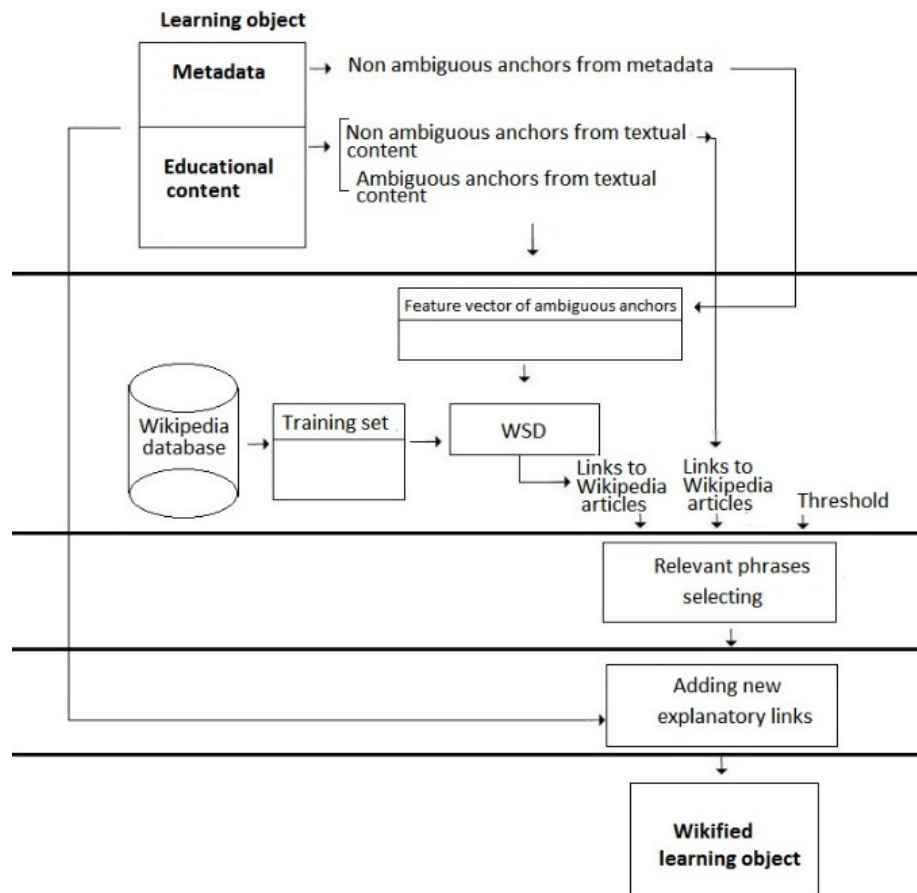 Learning object
Metadata
Non ambiguous anchors from metadata
Non ambiguous anchors from textual
content
Educational
content
Ambiguous anchors from textual
content
Feature vector of ambiguous anchors
Wikipedia
database
Training set
WSD
Links to
Wikipedia
articles
Links to
Wikipedia
articles
Threshold
Relevant phrases
selecting
Adding new
explanatory links
Wikified
learning object